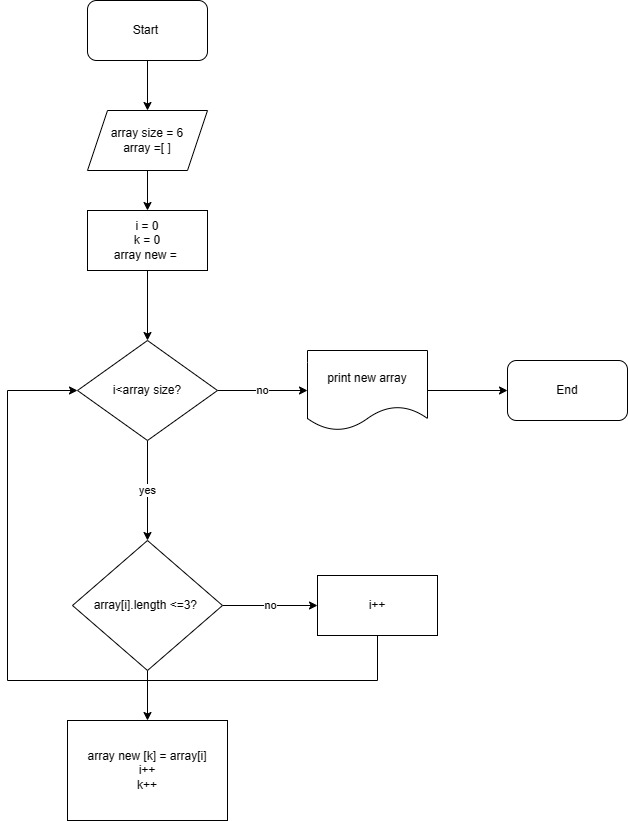 Start
array size = 6
array =[ ]
i = 0
k = 0
array new =
i<array size?
no
print new array
End
yes
array[i].length <=3?
no
i++
array new [k] = array[i]
i++
k++